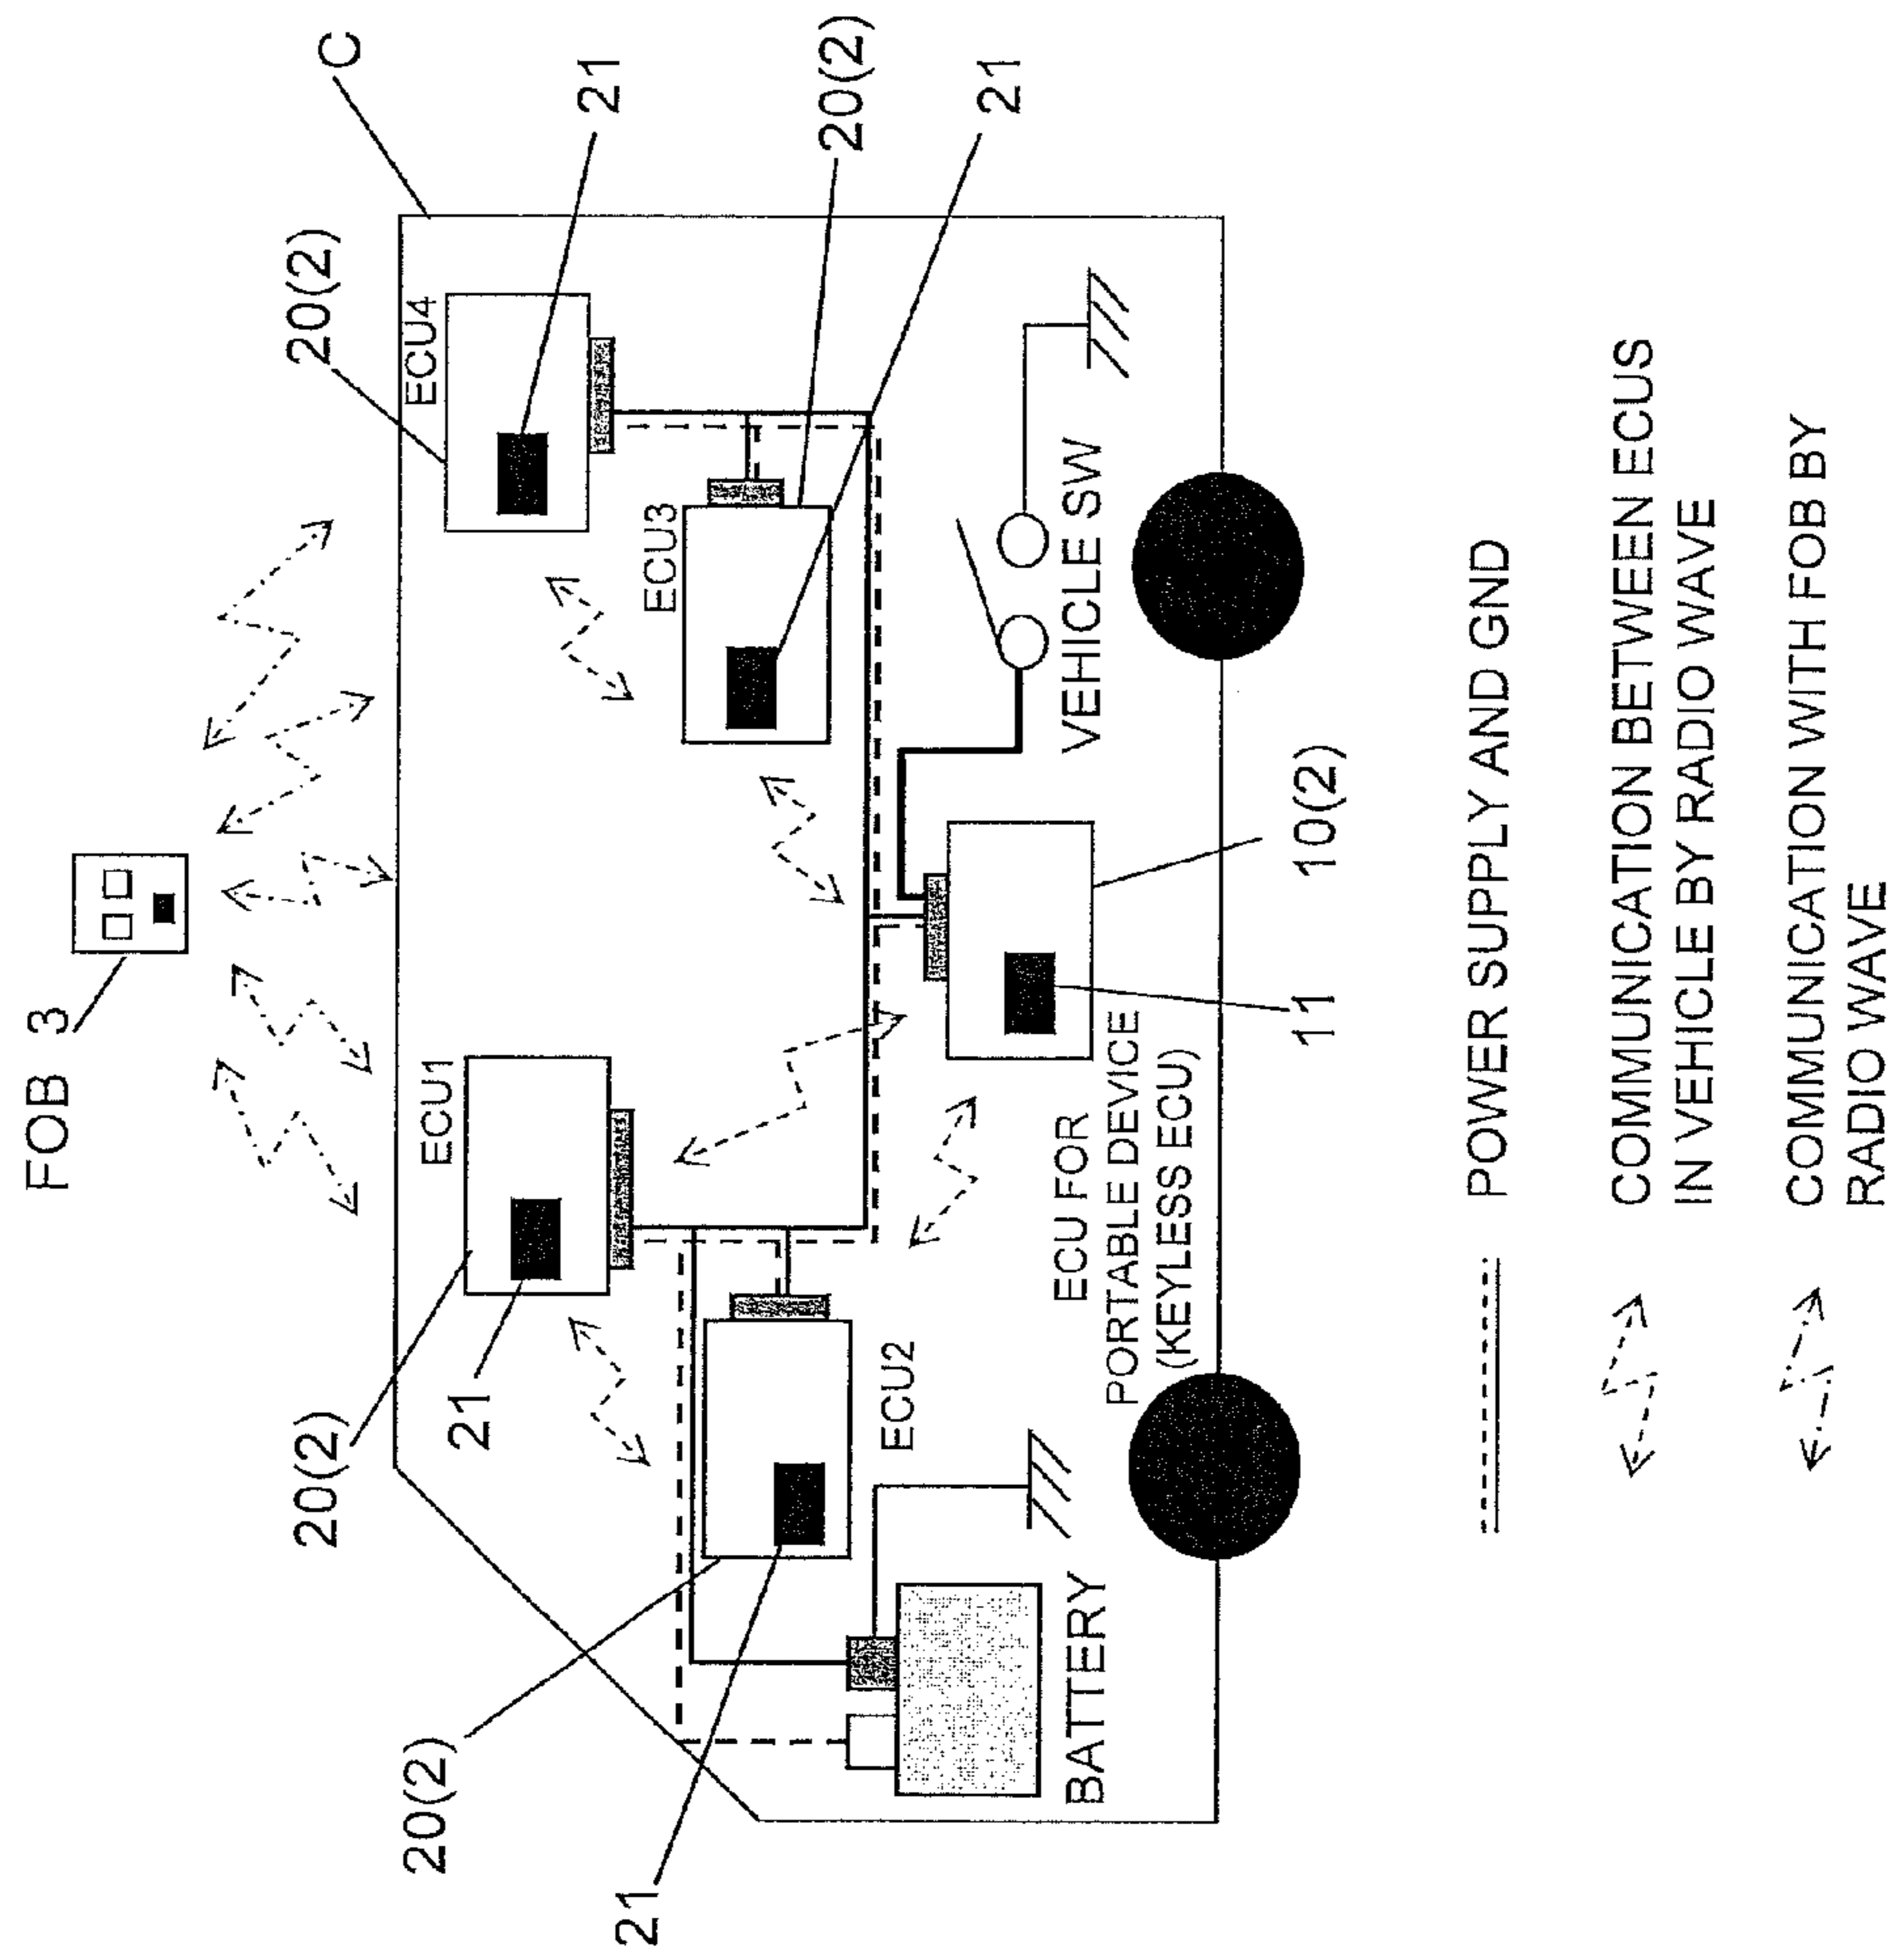 FOB 3
C
20(2)
ECU4
21
20(2)
21
ECU3
20(2)
ECU1
21
20(2)
21
ECU2
BATTERY
ECU FOR
PORTABLE DEVICE
(KEYLESS ECU)
11
10(2)
VEHICLE SW
POWER SUPPLY AND GND
COMMUNICATION BETWEEN ECUS
IN VEHICLE BY RADIO WAVE
COMMUNICATION WITH FOB BY
RADIO WAVE